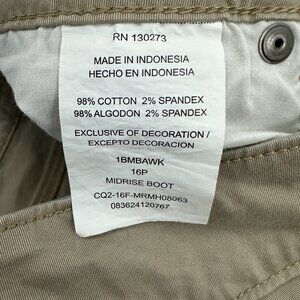 RN 130273
MADE IN INDONESIA
HECHO EN INDONESIA
98% COTTON 2% SPANDEX
98% ALGODON 2% SPANDEX
EXCLUSIVE OF DECORATION /
EXCEPTO DECORACION
1BMBAWK
16P
MIDRISE BOOT
CQ2-16F-MRMH08063
083624120767